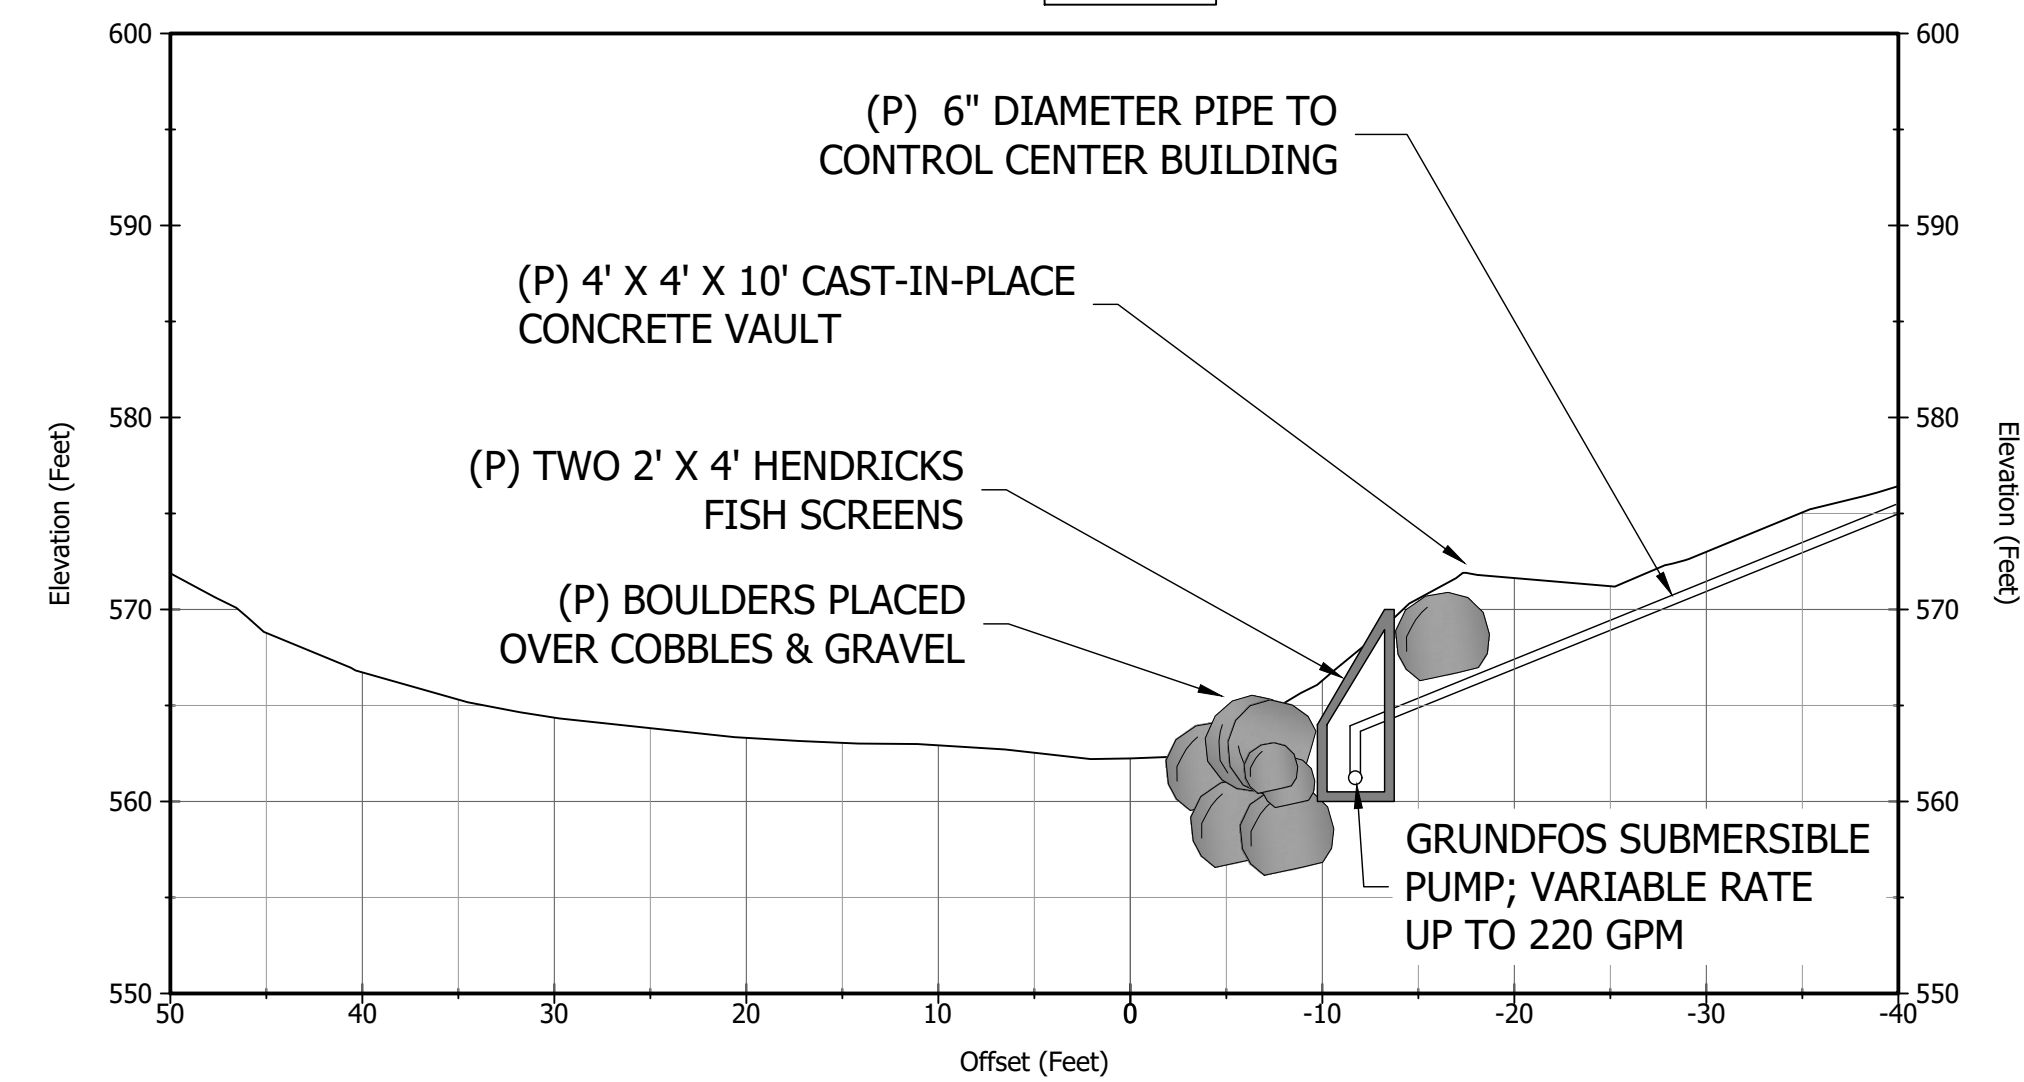 600
600
(P)  6" DIAMETER PIPE TO
CONTROL CENTER BUILDING
590
590
(P) 4' X 4' X 10' CAST-IN-PLACE
CONCRETE VAULT
580
580
Elevation (Feet)
Elevation (Feet)
(P) TWO 2' X 4' HENDRICKS
FISH SCREENS
(P) BOULDERS PLACED
OVER COBBLES & GRAVEL
570
570
560
560
GRUNDFOS SUBMERSIBLE
PUMP; VARIABLE RATE
UP TO 220 GPM
550
550
50 40 30 20 10 0 -10 -20 -30 -40
Offset (Feet)